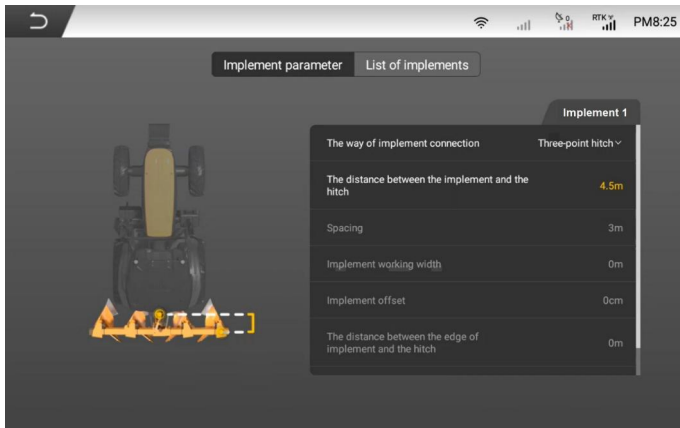 0
RTK
PM8:25
Implement parameter
List of implements
Implement 1
The way of implement connection
Three-point hitch
The distance between the implement and the
hitch
4.5m
Spacing
3m
Implement working width
0m
Implement offset
0cm
The distance between the edge of
implement and the hitch
0m